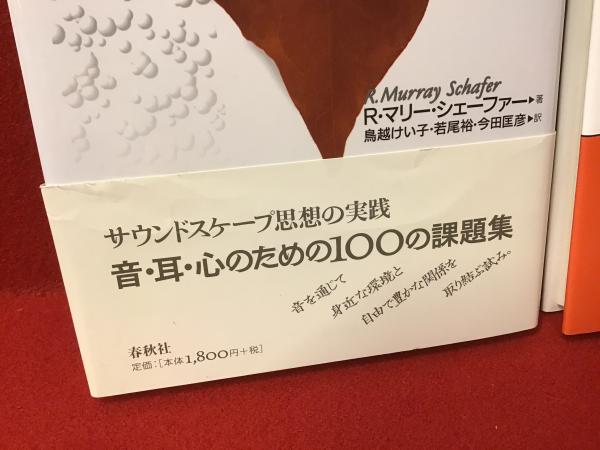 R. Murray Schafer
R・マリー・シェーファー▶著
鳥越けい子・若尾裕・今田匡彦▶訳
サウンドスケープ思想の実践
音・耳・心のための100の課題集
音を通じて
身近な環境と
自由で豊かな関係を
取り結ぶ試み。
春秋社
定価:[本体1,800円+税]